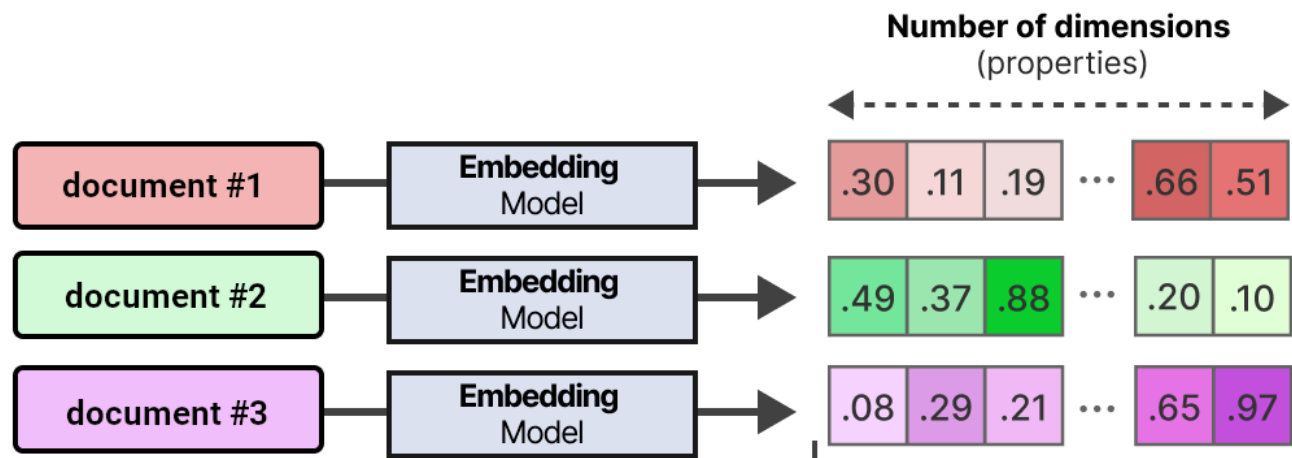 Number of dimensions
(properties)
document #1
Embedding
Model
.30 .11 .19 ... .66 .51
document #2
Embedding
Model
.49 .37 .88 ... .20 .10
document #3
Embedding
Model
.08 .29 .21 ... .65 .97